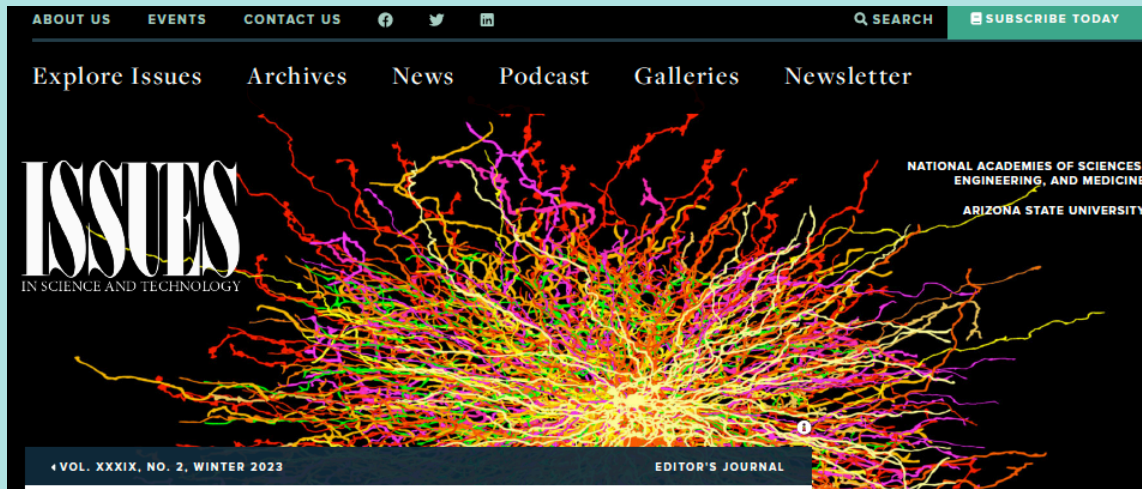 ABOUT US EVENTS CONTACT US SEARCH SUBSCRIBE TODAY
Explore Issues Archives News Podcast Galleries Newsletter
ISSUES
IN SCIENCE AND TECHNOLOGY
NATIONAL ACADEMIES OF SCIENCES,
ENGINEERING, AND MEDICINE
ARIZONA STATE UNIVERSITY
VOL. XXXIX, NO. 2, WINTER 2023 EDITOR'S JOURNAL